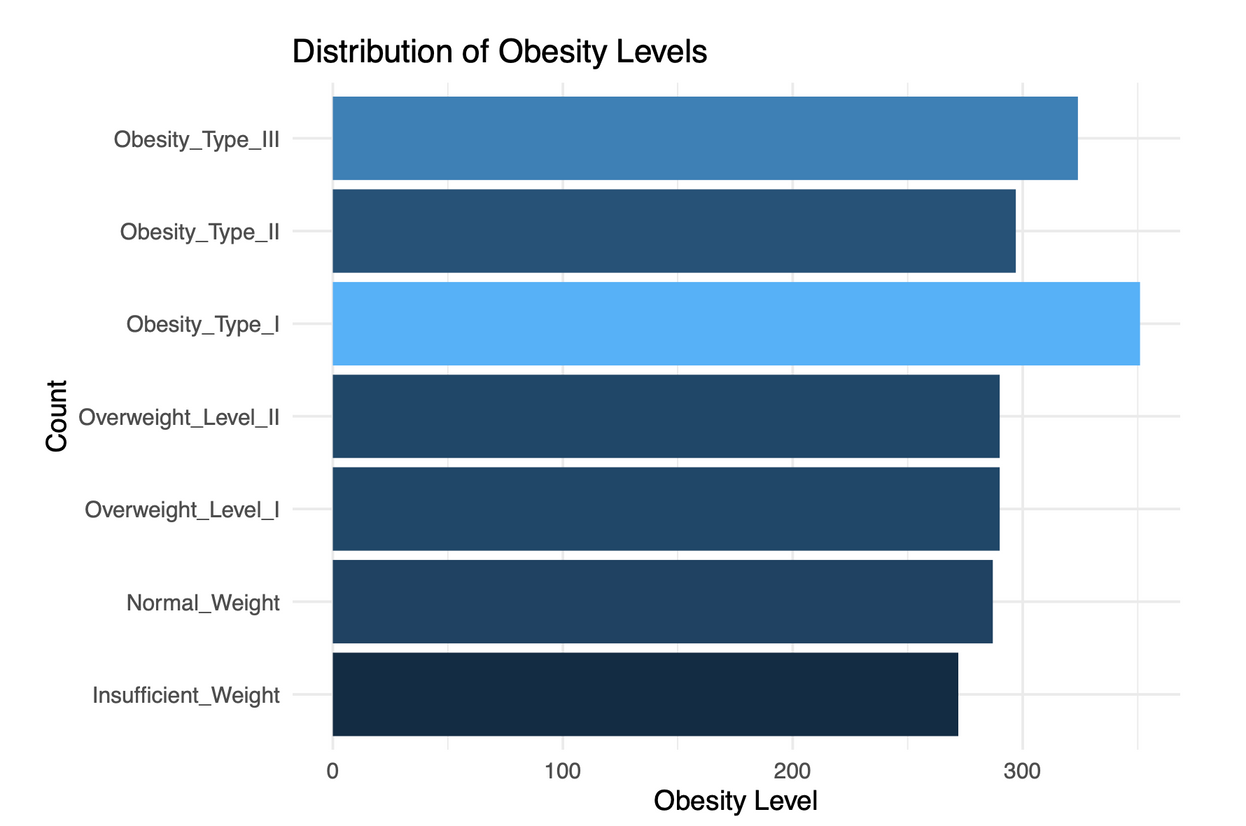 Distribution of Obesity Levels
Obesity_Type_III
Obesity_Type_II
Obesity_Type_I
Overweight_Level_II
Overweight_Level_I
Normal_Weight
Insufficient_Weight
Count
0 100 200 300
Obesity Level